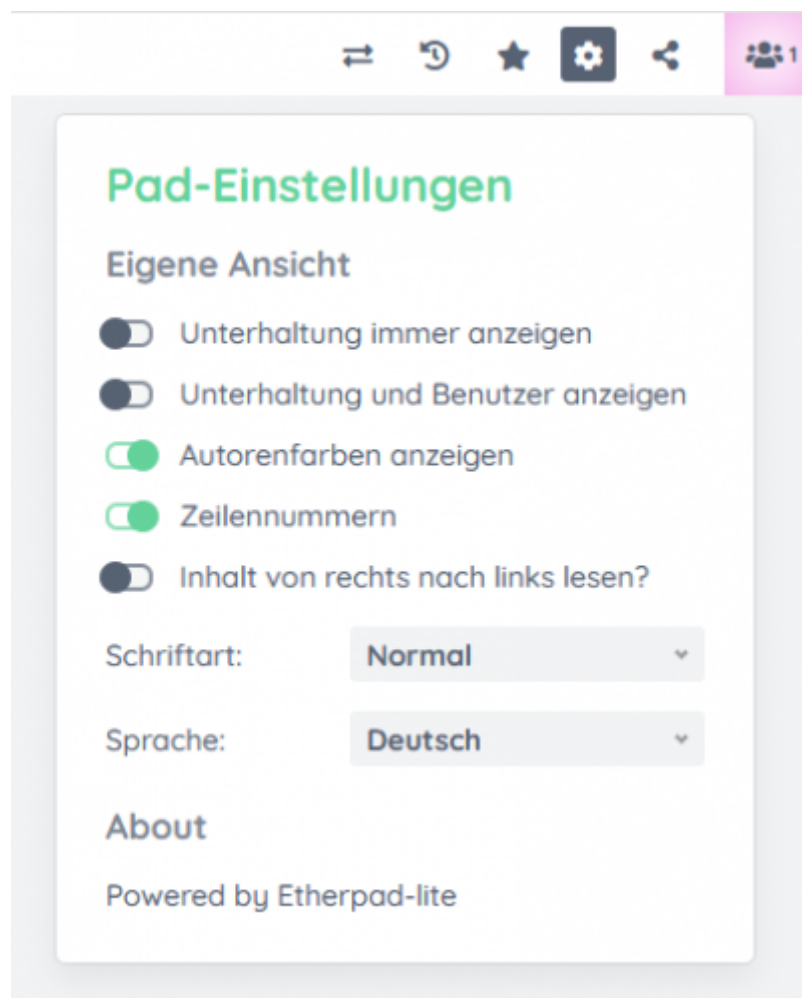 1
Pad-Einstellungen
Eigene Ansicht
Unterhaltung immer anzeigen
Unterhaltung und Benutzer anzeigen
Autorenfarben anzeigen
Zeilennummern
Inhalt von rechts nach links lesen?
Schriftart: Normal
Sprache: Deutsch
About
Powered by Etherpad-lite